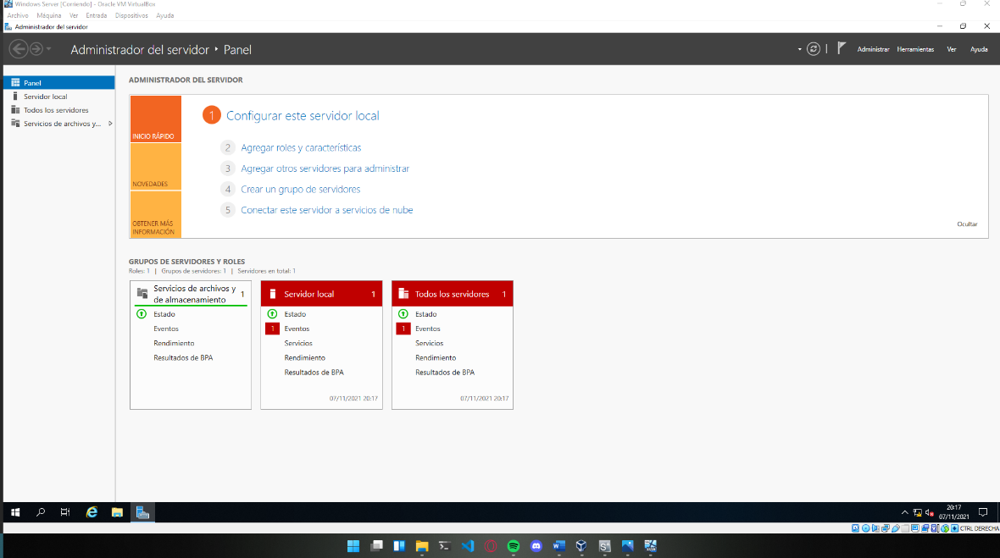 Windows Server [Corriendo] - Oracle VM VirtualBox
Archivo Máquina Ver Entrada Dispositivos Ayuda
Administrador del servidor
Administrador del servidor ‣ Panel
Administrar Herramientas Ver Ayuda
Panel
Servidor local
Todos los servidores
Servicios de archivos y...
ADMINISTRADOR DEL SERVIDOR
INICIO RÁPIDO
NOVEDADES
OBTENER MÁS
INFORMACIÓN
1 Configurar este servidor local
2 Agregar roles y características
3 Agregar otros servidores para administrar
4 Crear un grupo de servidores
5 Conectar este servidor a servicios de nube
Ocultar
GRUPOS DE SERVIDORES Y ROLES
Roles: 1 | Grupos de servidores: 1 | Servidores en total: 1
Servicios de archivos y
de almacenamiento 1
Estado
Eventos
Rendimiento
Resultados de BPA
Servidor local 1
Estado
1 Eventos
Servicios
Rendimiento
Resultados de BPA
07/11/2021 20:17
Todos los servidores 1
Estado
1 Eventos
Servicios
Rendimiento
Resultados de BPA
07/11/2021 20:17
20:17
07/11/2021
CTRL DERECHA